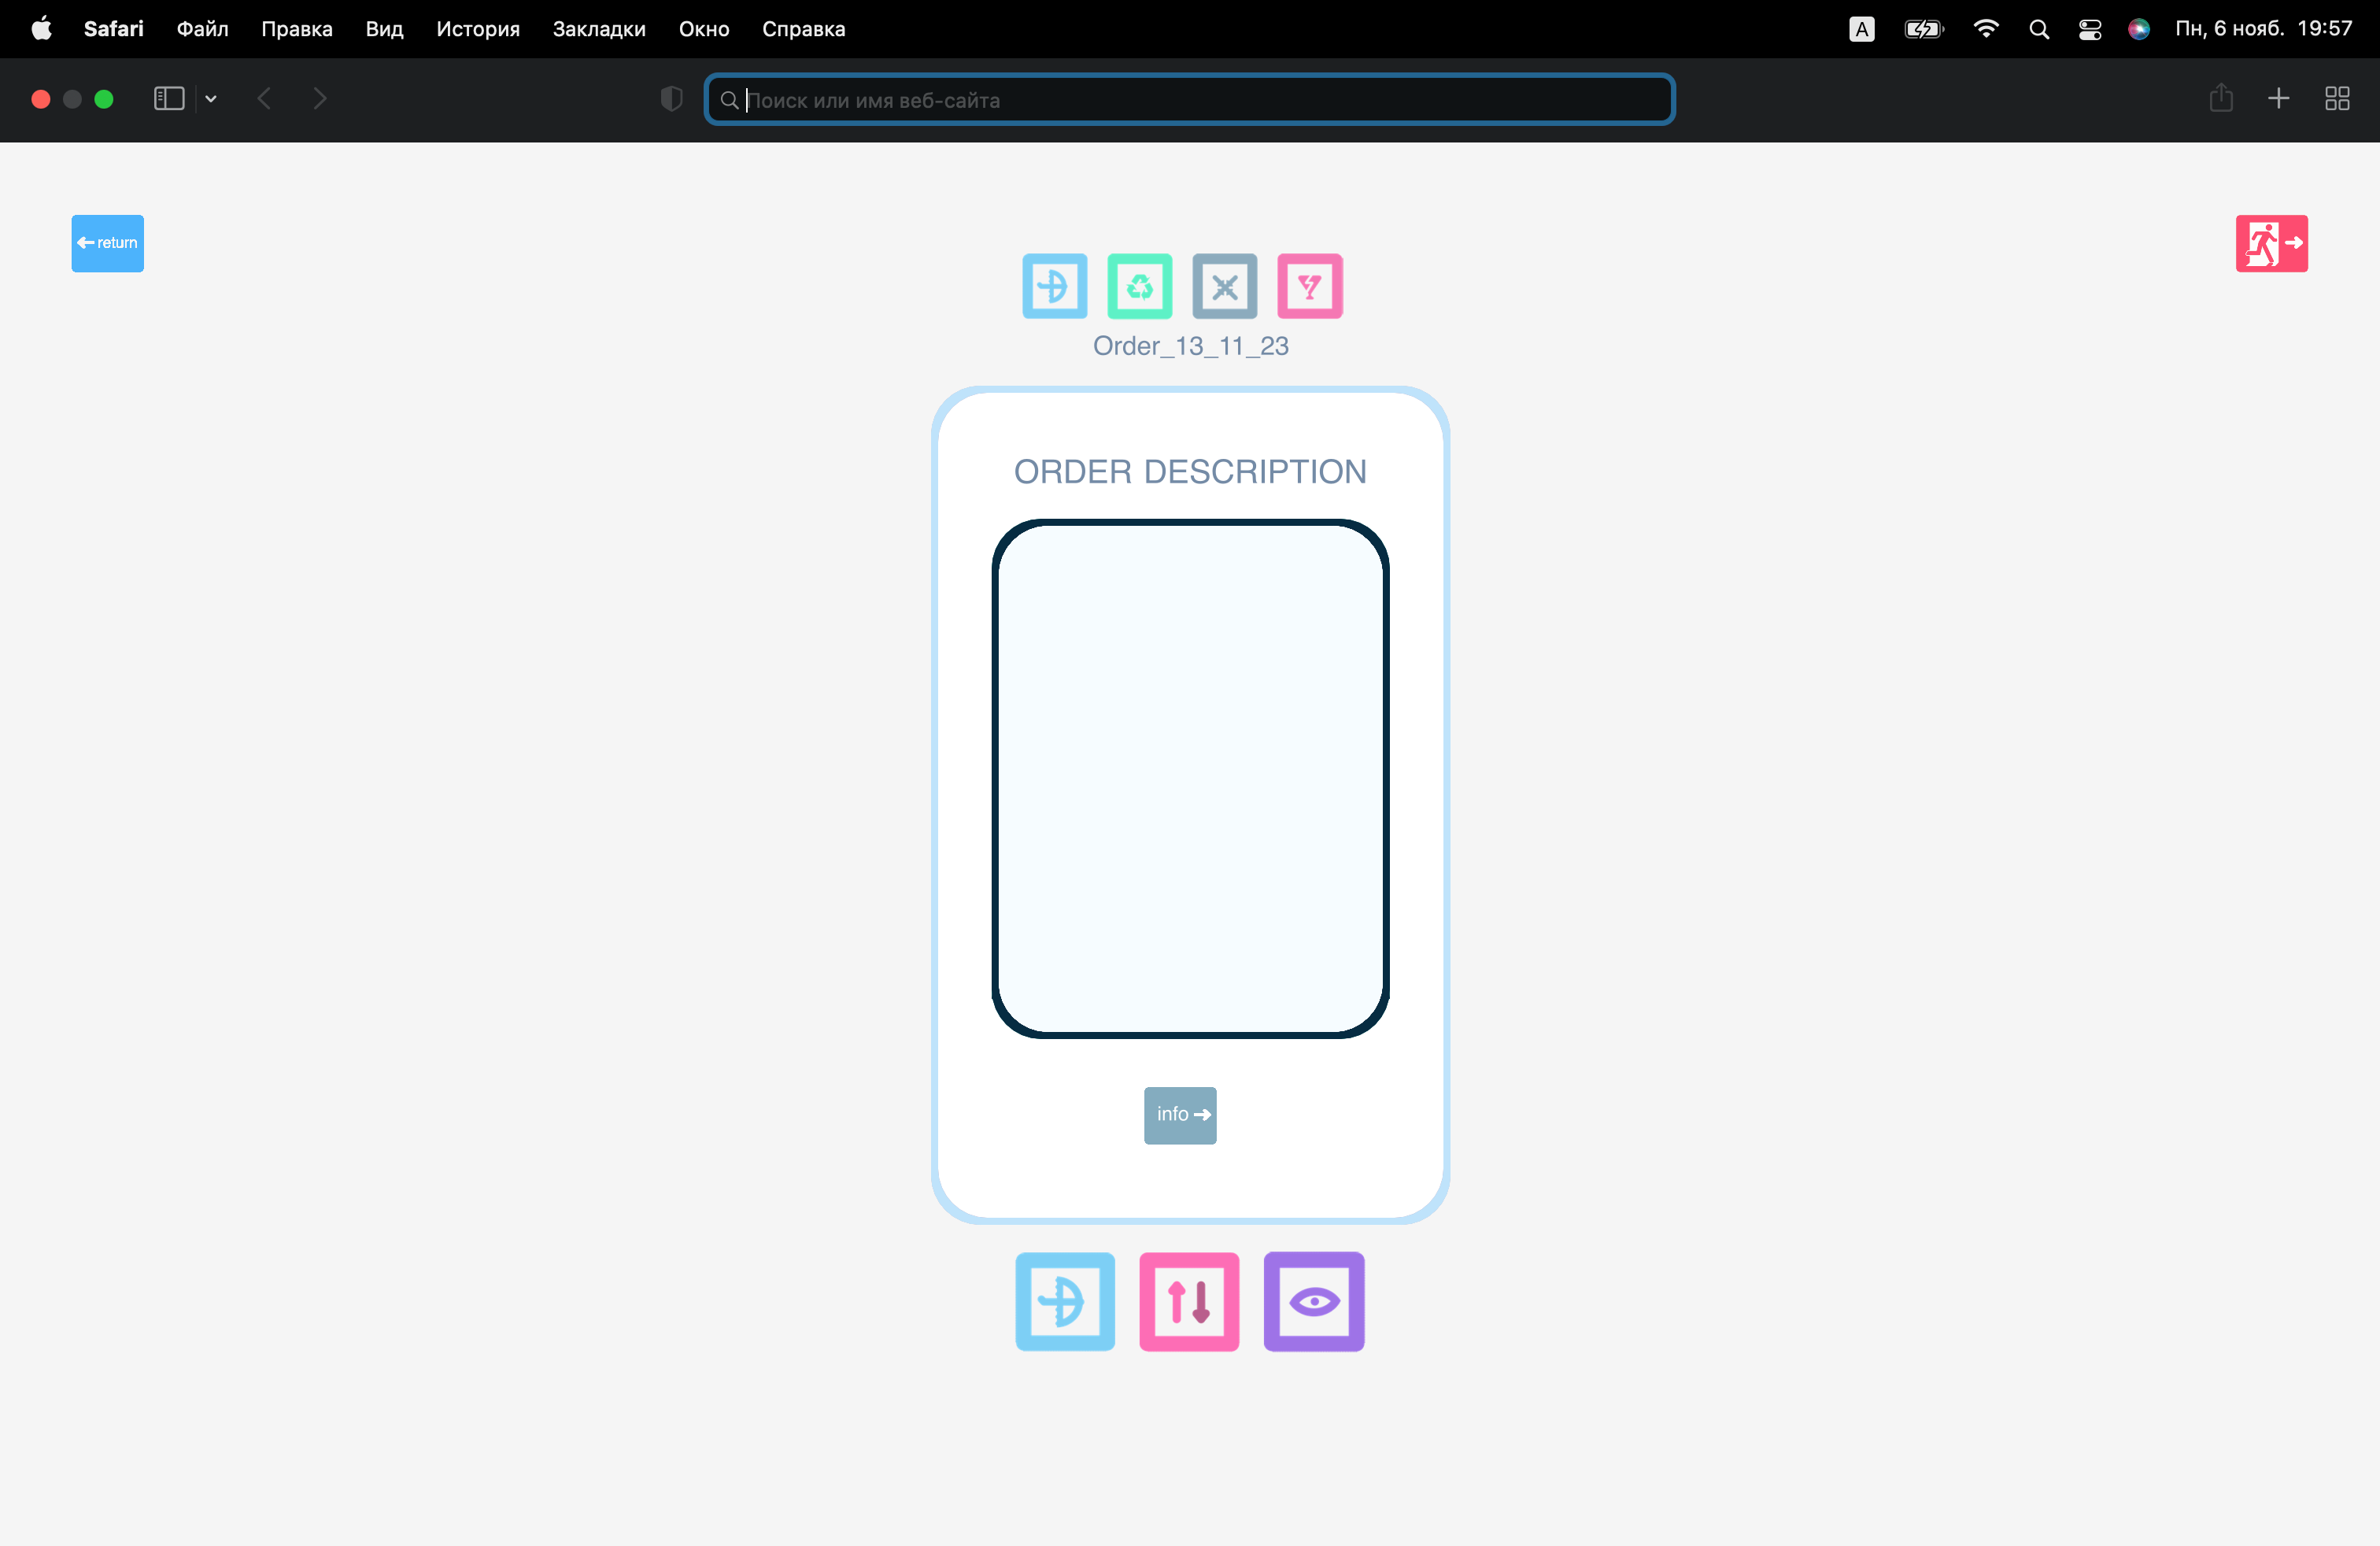 Safari Файл Правка Вид История Закладки Окно Справка A Пн, 6 нояб. 19:57
Поиск или имя веб-сайта
return
Order_13_11_23
ORDER DESCRIPTION
info